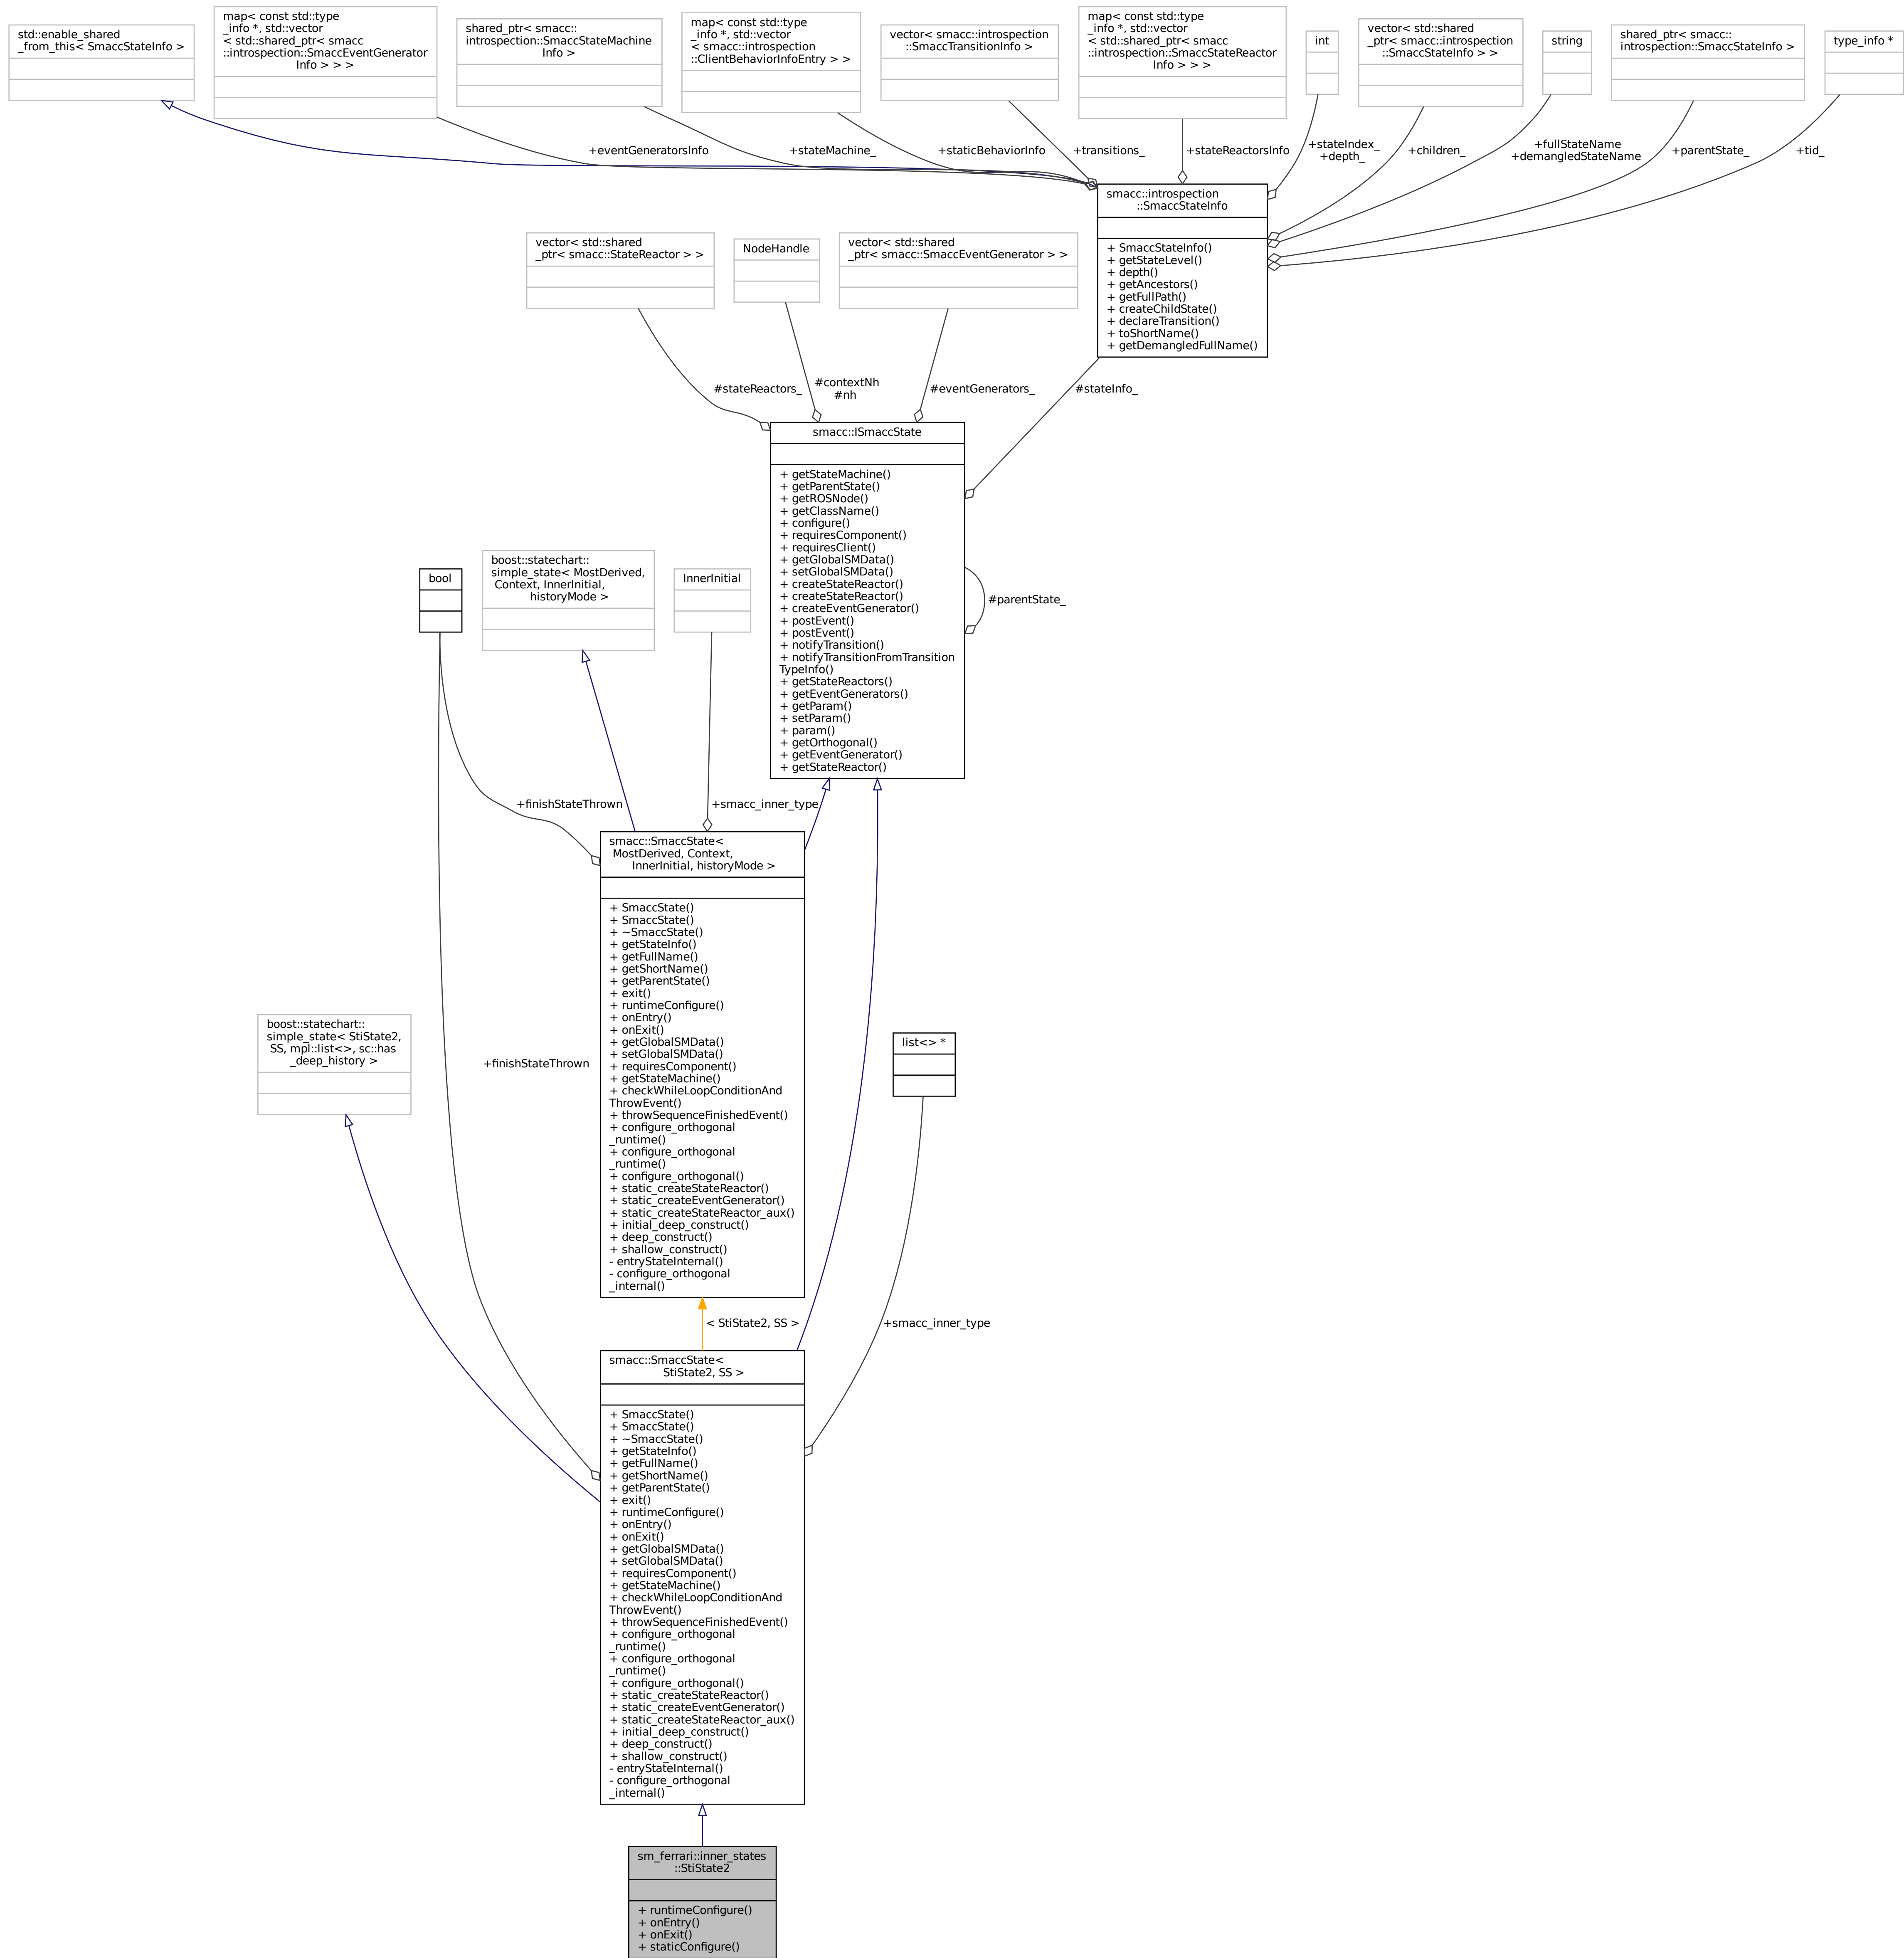 std::enable_shared
_from_this< SmaccStateInfo >
map< const std::type
_info *, std::vector
< std::shared_ptr< smacc
::introspection::SmaccEventGenerator
Info > > >
shared_ptr< smacc::
introspection::SmaccStateMachine
Info >
map< const std::type
_info *, std::vector
< smacc::introspection
::ClientBehaviorInfoEntry > >
vector< smacc::introspection
::SmaccTransitionInfo >
map< const std::type
_info *, std::vector
< std::shared_ptr< smacc
::introspection::SmaccStateReactor
Info > > >
int
vector< std::shared
_ptr< smacc::introspection
::SmaccStateInfo > >
string
shared_ptr< smacc::
introspection::SmaccStateInfo >
type_info *
+eventGeneratorsInfo
+stateMachine_
+staticBehaviorInfo
+transitions_
+stateReactorsInfo
+stateIndex_
+depth_
+children_
+fullStateName
+demangledStateName
+parentState_
+tid_
smacc::introspection
::SmaccStateInfo
+ SmaccStateInfo()
+ getStateLevel()
+ depth()
+ getAncestors()
+ getFullPath()
+ createChildState()
+ declareTransition()
+ toShortName()
+ getDemangledFullName()
vector< std::shared
_ptr< smacc::StateReactor > >
NodeHandle
vector< std::shared
_ptr< smacc::SmaccEventGenerator > >
#stateReactors_
#contextNh
#nh
#eventGenerators_
#stateInfo_
smacc::ISmaccState
+ getStateMachine()
+ getParentState()
+ getROSNode()
+ getClassName()
+ configure()
+ requiresComponent()
+ requiresClient()
+ getGlobalSMData()
+ setGlobalSMData()
+ createStateReactor()
+ createStateReactor()
+ createEventGenerator()
+ postEvent()
+ postEvent()
+ notifyTransition()
+ notifyTransitionFromTransition
TypeInfo()
+ getStateReactors()
+ getEventGenerators()
+ getParam()
+ setParam()
+ param()
+ getOrthogonal()
+ getEventGenerator()
+ getStateReactor()
#parentState_
bool
boost::statechart::
simple_state< MostDerived,
Context, InnerInitial,
historyMode >
InnerInitial
+finishStateThrown
+smacc_inner_type
smacc::SmaccState<
MostDerived, Context,
InnerInitial, historyMode >
+ SmaccState()
+ SmaccState()
+ ~SmaccState()
+ getStateInfo()
+ getFullName()
+ getShortName()
+ getParentState()
+ exit()
+ runtimeConfigure()
+ onEntry()
+ onExit()
+ getGlobalSMData()
+ setGlobalSMData()
+ requiresComponent()
+ getStateMachine()
+ checkWhileLoopConditionAnd
ThrowEvent()
+ throwSequenceFinishedEvent()
+ configure_orthogonal
_runtime()
+ configure_orthogonal
_runtime()
+ configure_orthogonal()
+ static_createStateReactor()
+ static_createEventGenerator()
+ static_createStateReactor_aux()
+ initial_deep_construct()
+ deep_construct()
+ shallow_construct()
- entryStateInternal()
- configure_orthogonal
_internal()
boost::statechart::
simple_state< StiState2,
SS, mpl::list<>, sc::has
_deep_history >
+finishStateThrown
list<> *
< StiState2, SS >
+smacc_inner_type
smacc::SmaccState<
StiState2, SS >
+ SmaccState()
+ SmaccState()
+ ~SmaccState()
+ getStateInfo()
+ getFullName()
+ getShortName()
+ getParentState()
+ exit()
+ runtimeConfigure()
+ onEntry()
+ onExit()
+ getGlobalSMData()
+ setGlobalSMData()
+ requiresComponent()
+ getStateMachine()
+ checkWhileLoopConditionAnd
ThrowEvent()
+ throwSequenceFinishedEvent()
+ configure_orthogonal
_runtime()
+ configure_orthogonal
_runtime()
+ configure_orthogonal()
+ static_createStateReactor()
+ static_createEventGenerator()
+ static_createStateReactor_aux()
+ initial_deep_construct()
+ deep_construct()
+ shallow_construct()
- entryStateInternal()
- configure_orthogonal
_internal()
sm_ferrari::inner_states
::StiState2
+ runtimeConfigure()
+ onEntry()
+ onExit()
+ staticConfigure()